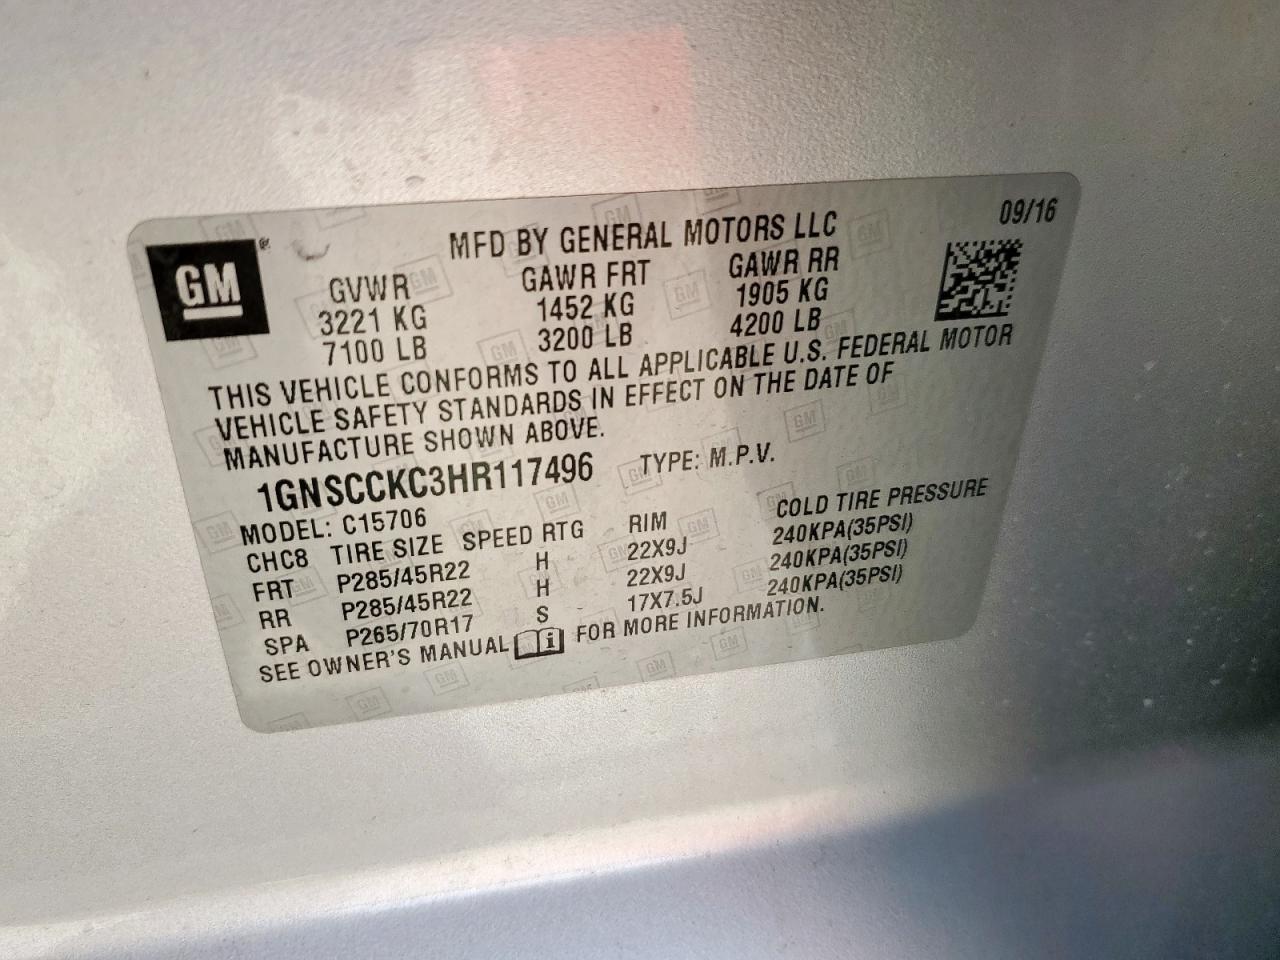 09/16
GM®
MFD BY GENERAL MOTORS LLC
GVWR GAWR FRT GAWR RR
3221 KG 1452 KG 1905 KG
7100 LB 3200 LB 4200 LB
THIS VEHICLE CONFORMS TO ALL APPLICABLE U.S. FEDERAL MOTOR
VEHICLE SAFETY STANDARDS IN EFFECT ON THE DATE OF
MANUFACTURE SHOWN ABOVE.
1GNSCCKC3HR117496 TYPE: M.P.V.
MODEL: C15706
CHC8 TIRE SIZE SPEED RTG RIM COLD TIRE PRESSURE
FRT P285/45R22 H 22X9J 240KPA(35PSI)
RR P285/45R22 H 22X9J 240KPA(35PSI)
SPA P265/70R17 S 17X7.5J 240KPA(35PSI)
SEE OWNER'S MANUAL FOR MORE INFORMATION.